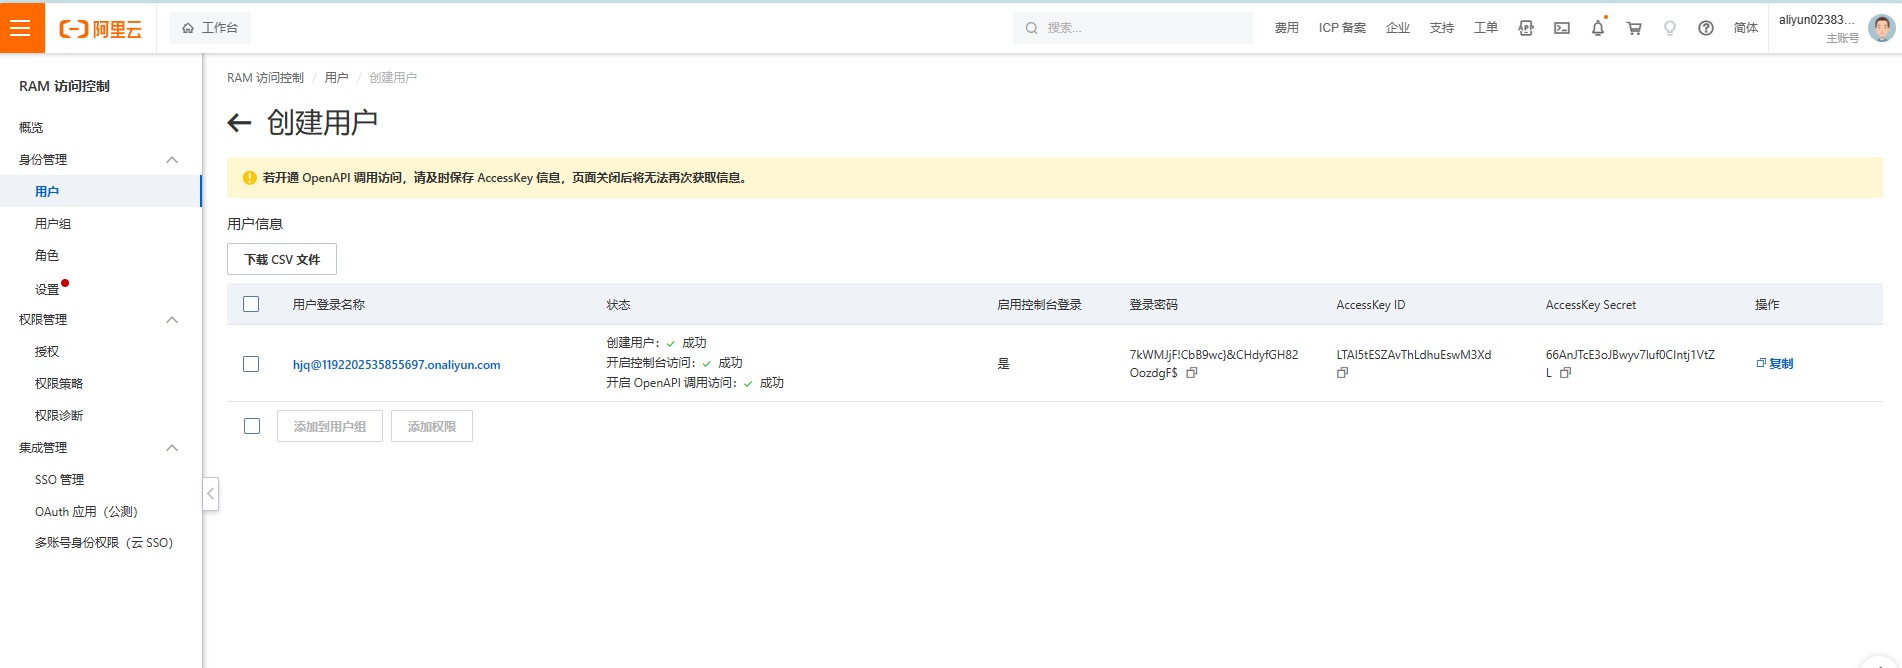 阿里云
工作台
搜索...
费用
ICP 备案
企业
支持
工单
简体
aliyun02383...
主账号
RAM 访问控制
概览
身份管理
用户
用户组
角色
设置
权限管理
授权
权限策略
权限诊断
集成管理
SSO 管理
OAuth 应用（公测）
多账号身份权限（云 SSO）
RAM 访问控制 / 用户 / 创建用户
创建用户
若开通 OpenAPI 调用访问，请及时保存 AccessKey 信息，页面关闭后将无法再次获取信息。
用户信息
下载 CSV 文件
用户登录名称
状态
启用控制台登录
登录密码
AccessKey ID
AccessKey Secret
操作
hjq@1192202535855697.onaliyun.com
创建用户： 成功
开启控制台访问： 成功
开启 OpenAPI 调用访问： 成功
是
7kWMJjF!CbB9wc}&CHdyfGH82
OozdgF$
LTAI5tESZAvThLdhuEswM3Xd
66AnJTcE3oJBwyv7Iuf0CIntj1VtZ
L
复制
添加到用户组
添加权限